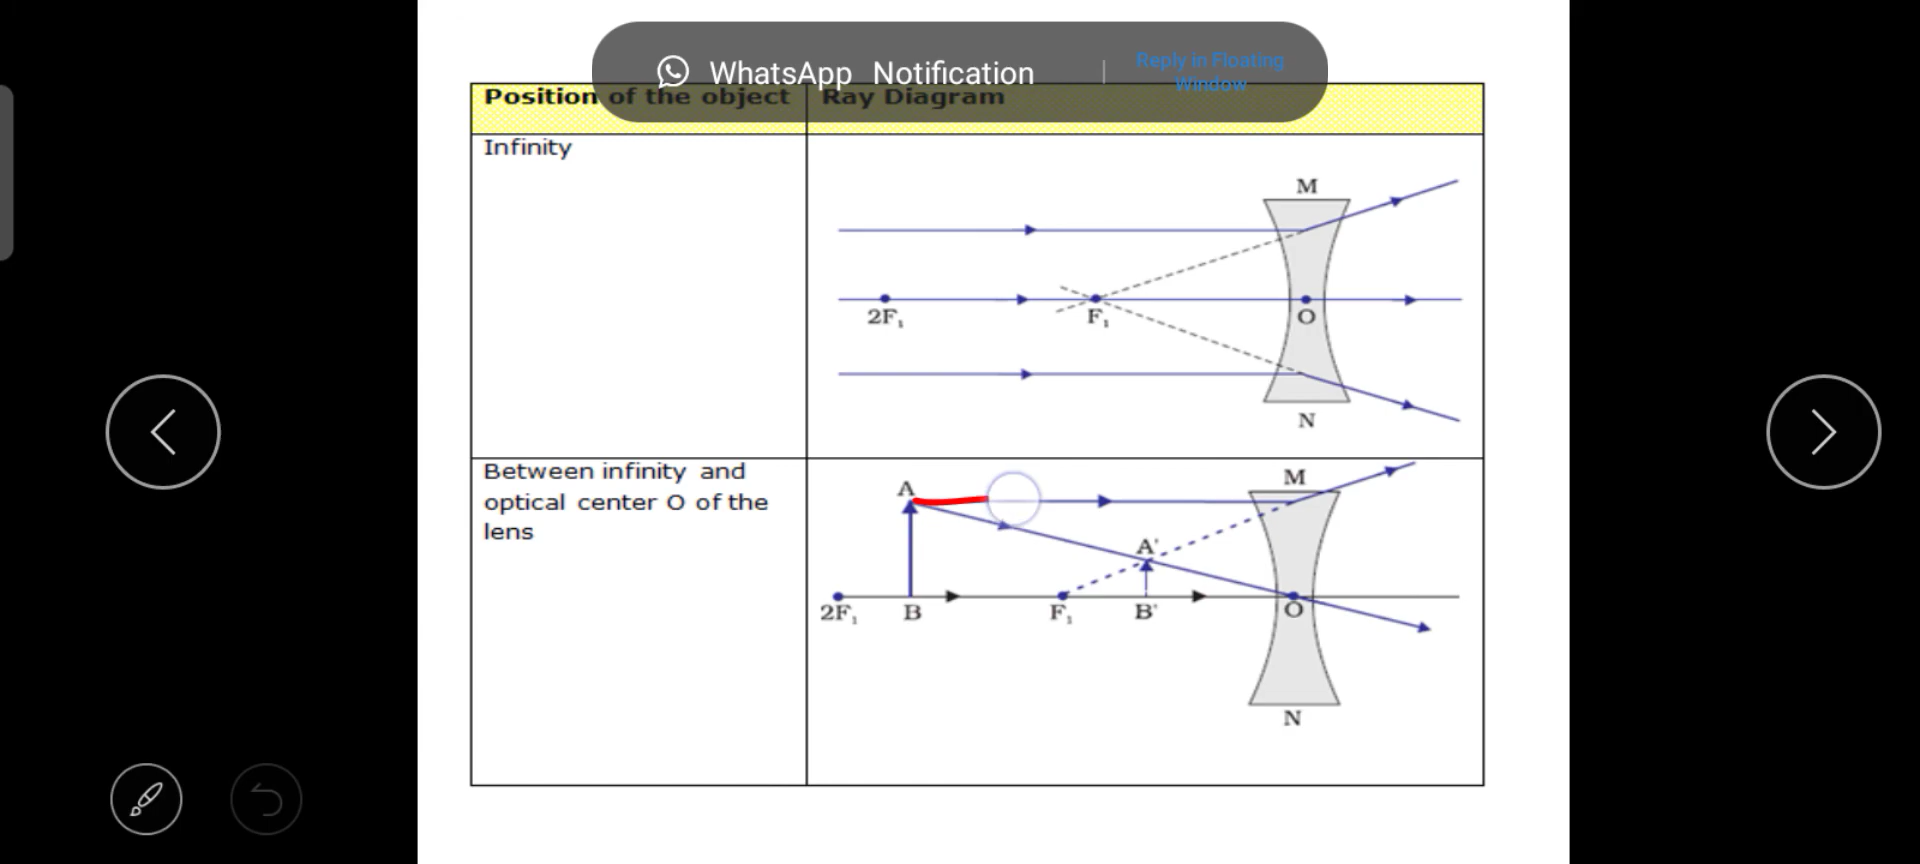 WhatsApp Notification
Reply in Floating
Window
Position of the object
Ray Diagram
Infinity
M
2F₁
F₁
O
N
Between infinity and
optical center O of the
lens
A
M
A'
2F₁
B
F₁
B'
O
N